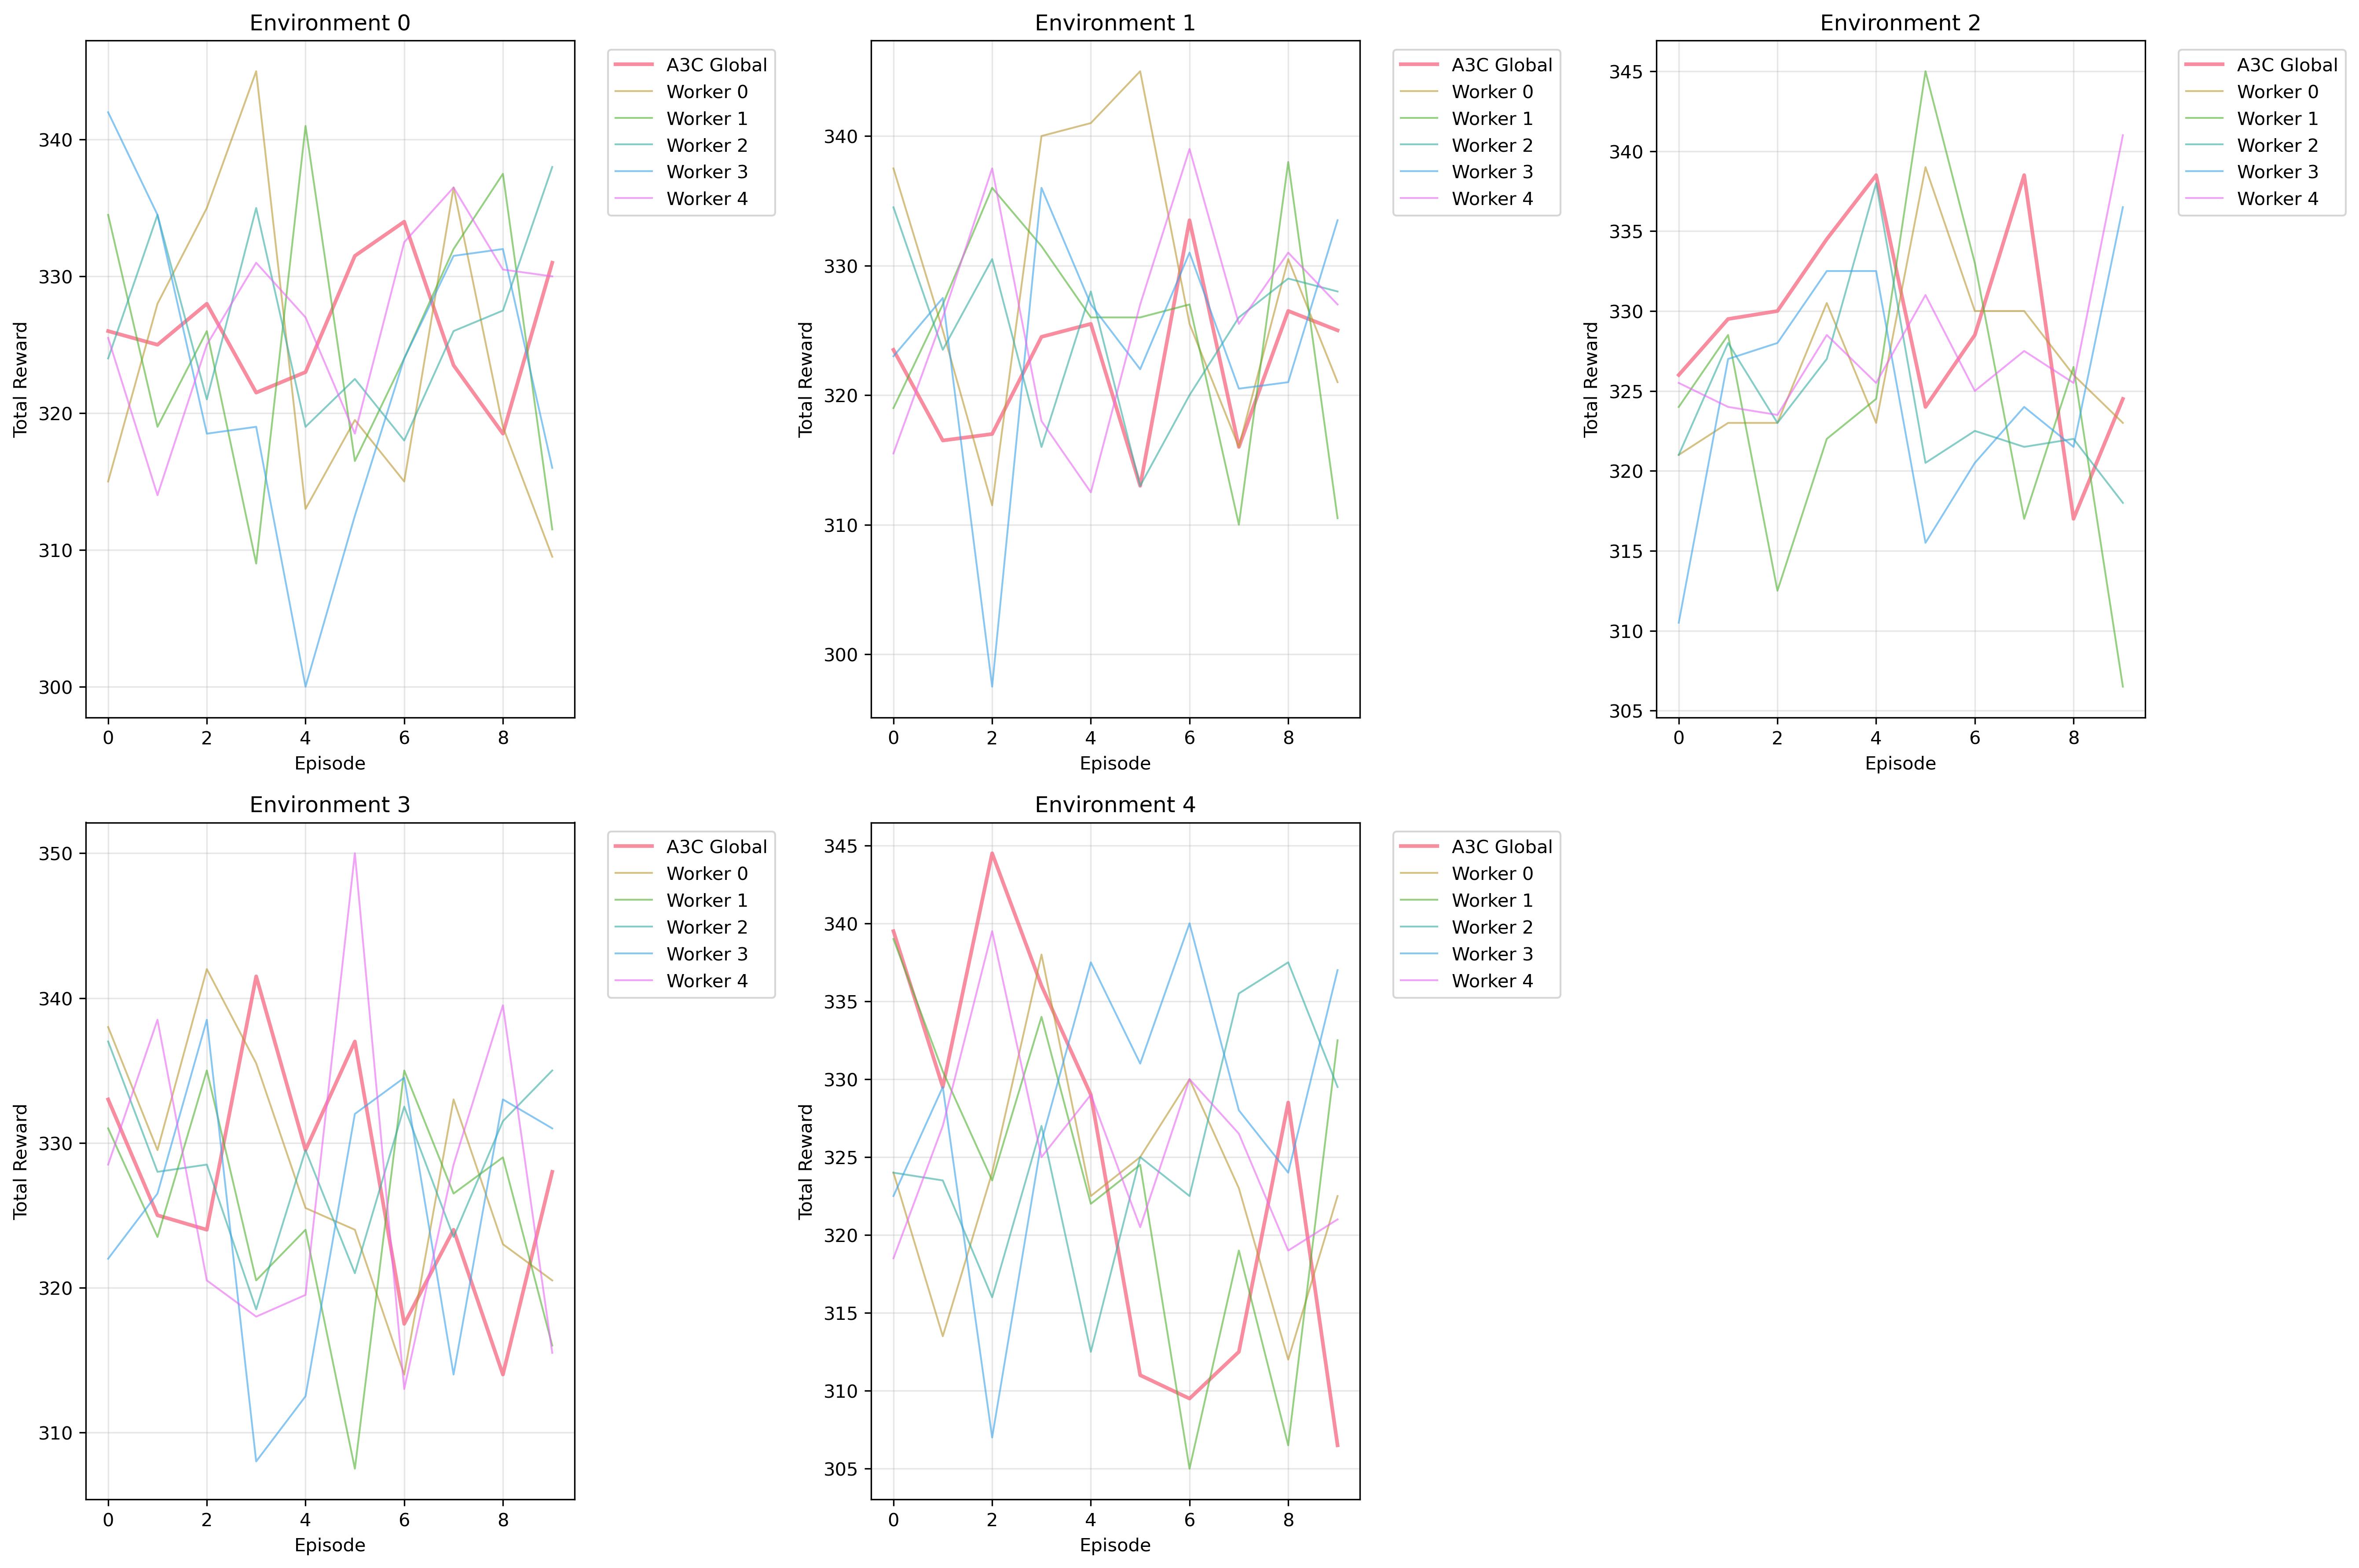 Environment 0
Total Reward
340
330
320
310
300
0 2 4 6 8
Episode
A3C Global
Worker 0
Worker 1
Worker 2
Worker 3
Worker 4
Environment 1
Total Reward
340
330
320
310
300
0 2 4 6 8
Episode
A3C Global
Worker 0
Worker 1
Worker 2
Worker 3
Worker 4
Environment 2
Total Reward
345
340
335
330
325
320
315
310
305
0 2 4 6 8
Episode
A3C Global
Worker 0
Worker 1
Worker 2
Worker 3
Worker 4
Environment 3
Total Reward
350
340
330
320
310
0 2 4 6 8
Episode
A3C Global
Worker 0
Worker 1
Worker 2
Worker 3
Worker 4
Environment 4
Total Reward
345
340
335
330
325
320
315
310
305
0 2 4 6 8
Episode
A3C Global
Worker 0
Worker 1
Worker 2
Worker 3
Worker 4